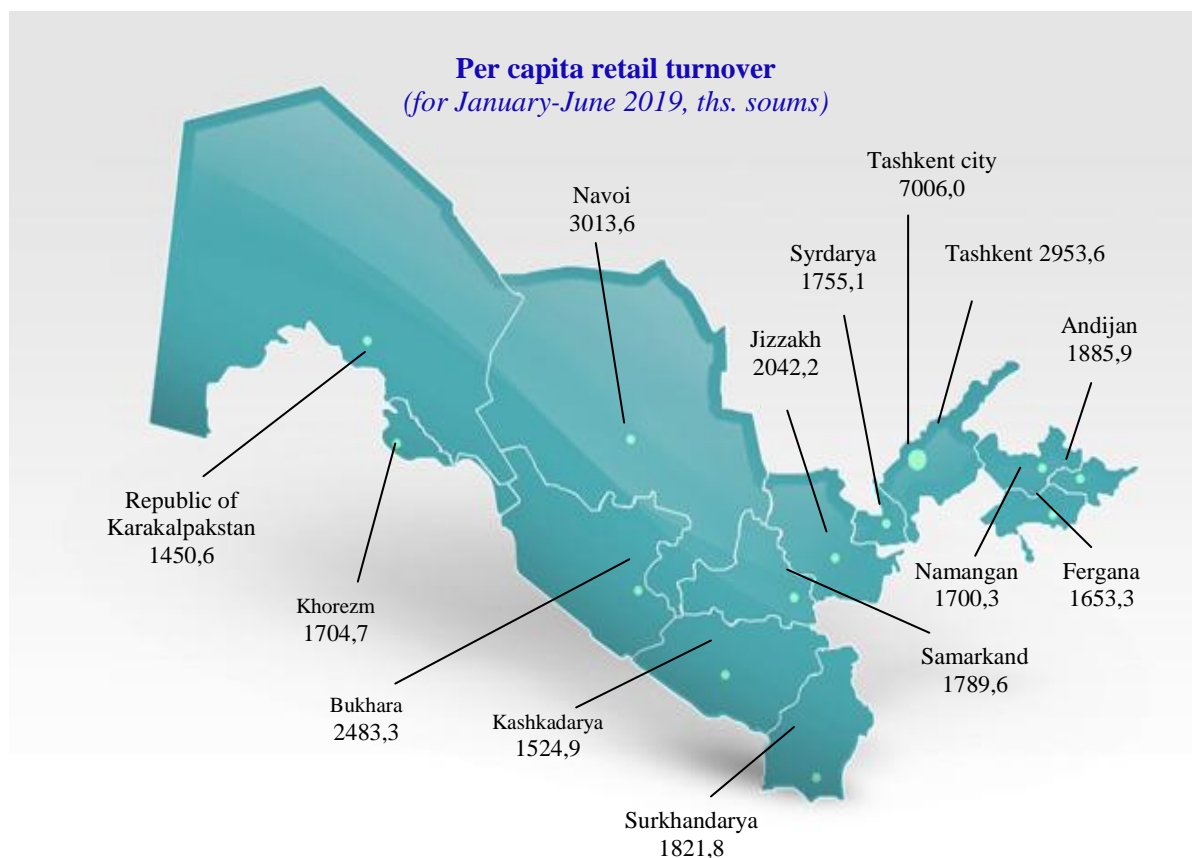 Per capita retail turnover
(for January-June 2019, ths. soums)
Tashkent city
7006,0
Navoi
3013,6
Syrdarya
1755,1
Tashkent 2953,6
Jizzakh
2042,2
Andijan
1885,9
Republic of
Karakalpakstan
1450,6
Khorezm
1704,7
Namangan
1700,3
Fergana
1653,3
Samarkand
1789,6
Bukhara
2483,3
Kashkadarya
1524,9
Surkhandarya
1821,8